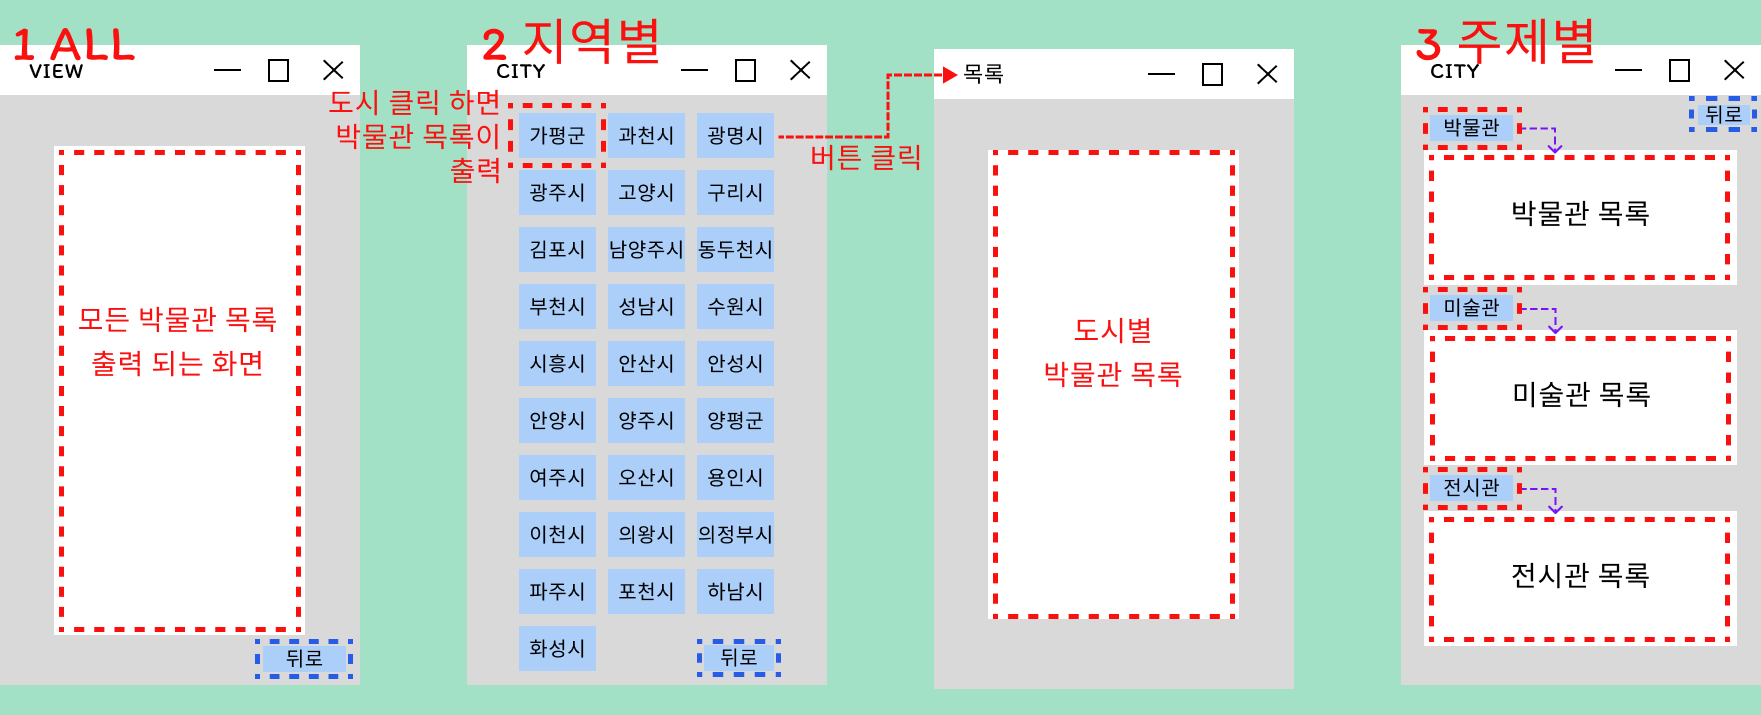 1 ALL
VIEW
모든 박물관 목록
출력 되는 화면
뒤로
2 지역별
CITY
도시 클릭 하면
박물관 목록이
출력
가평군 과천시 광명시
광주시 고양시 구리시
김포시 남양주시 동두천시
부천시 성남시 수원시
시흥시 안산시 안성시
안양시 양주시 양평군
여주시 오산시 용인시
이천시 의왕시 의정부시
파주시 포천시 하남시
화성시
뒤로
버튼 클릭
목록
도시별
박물관 목록
3 주제별
CITY
뒤로
박물관
박물관 목록
미술관
미술관 목록
전시관
전시관 목록